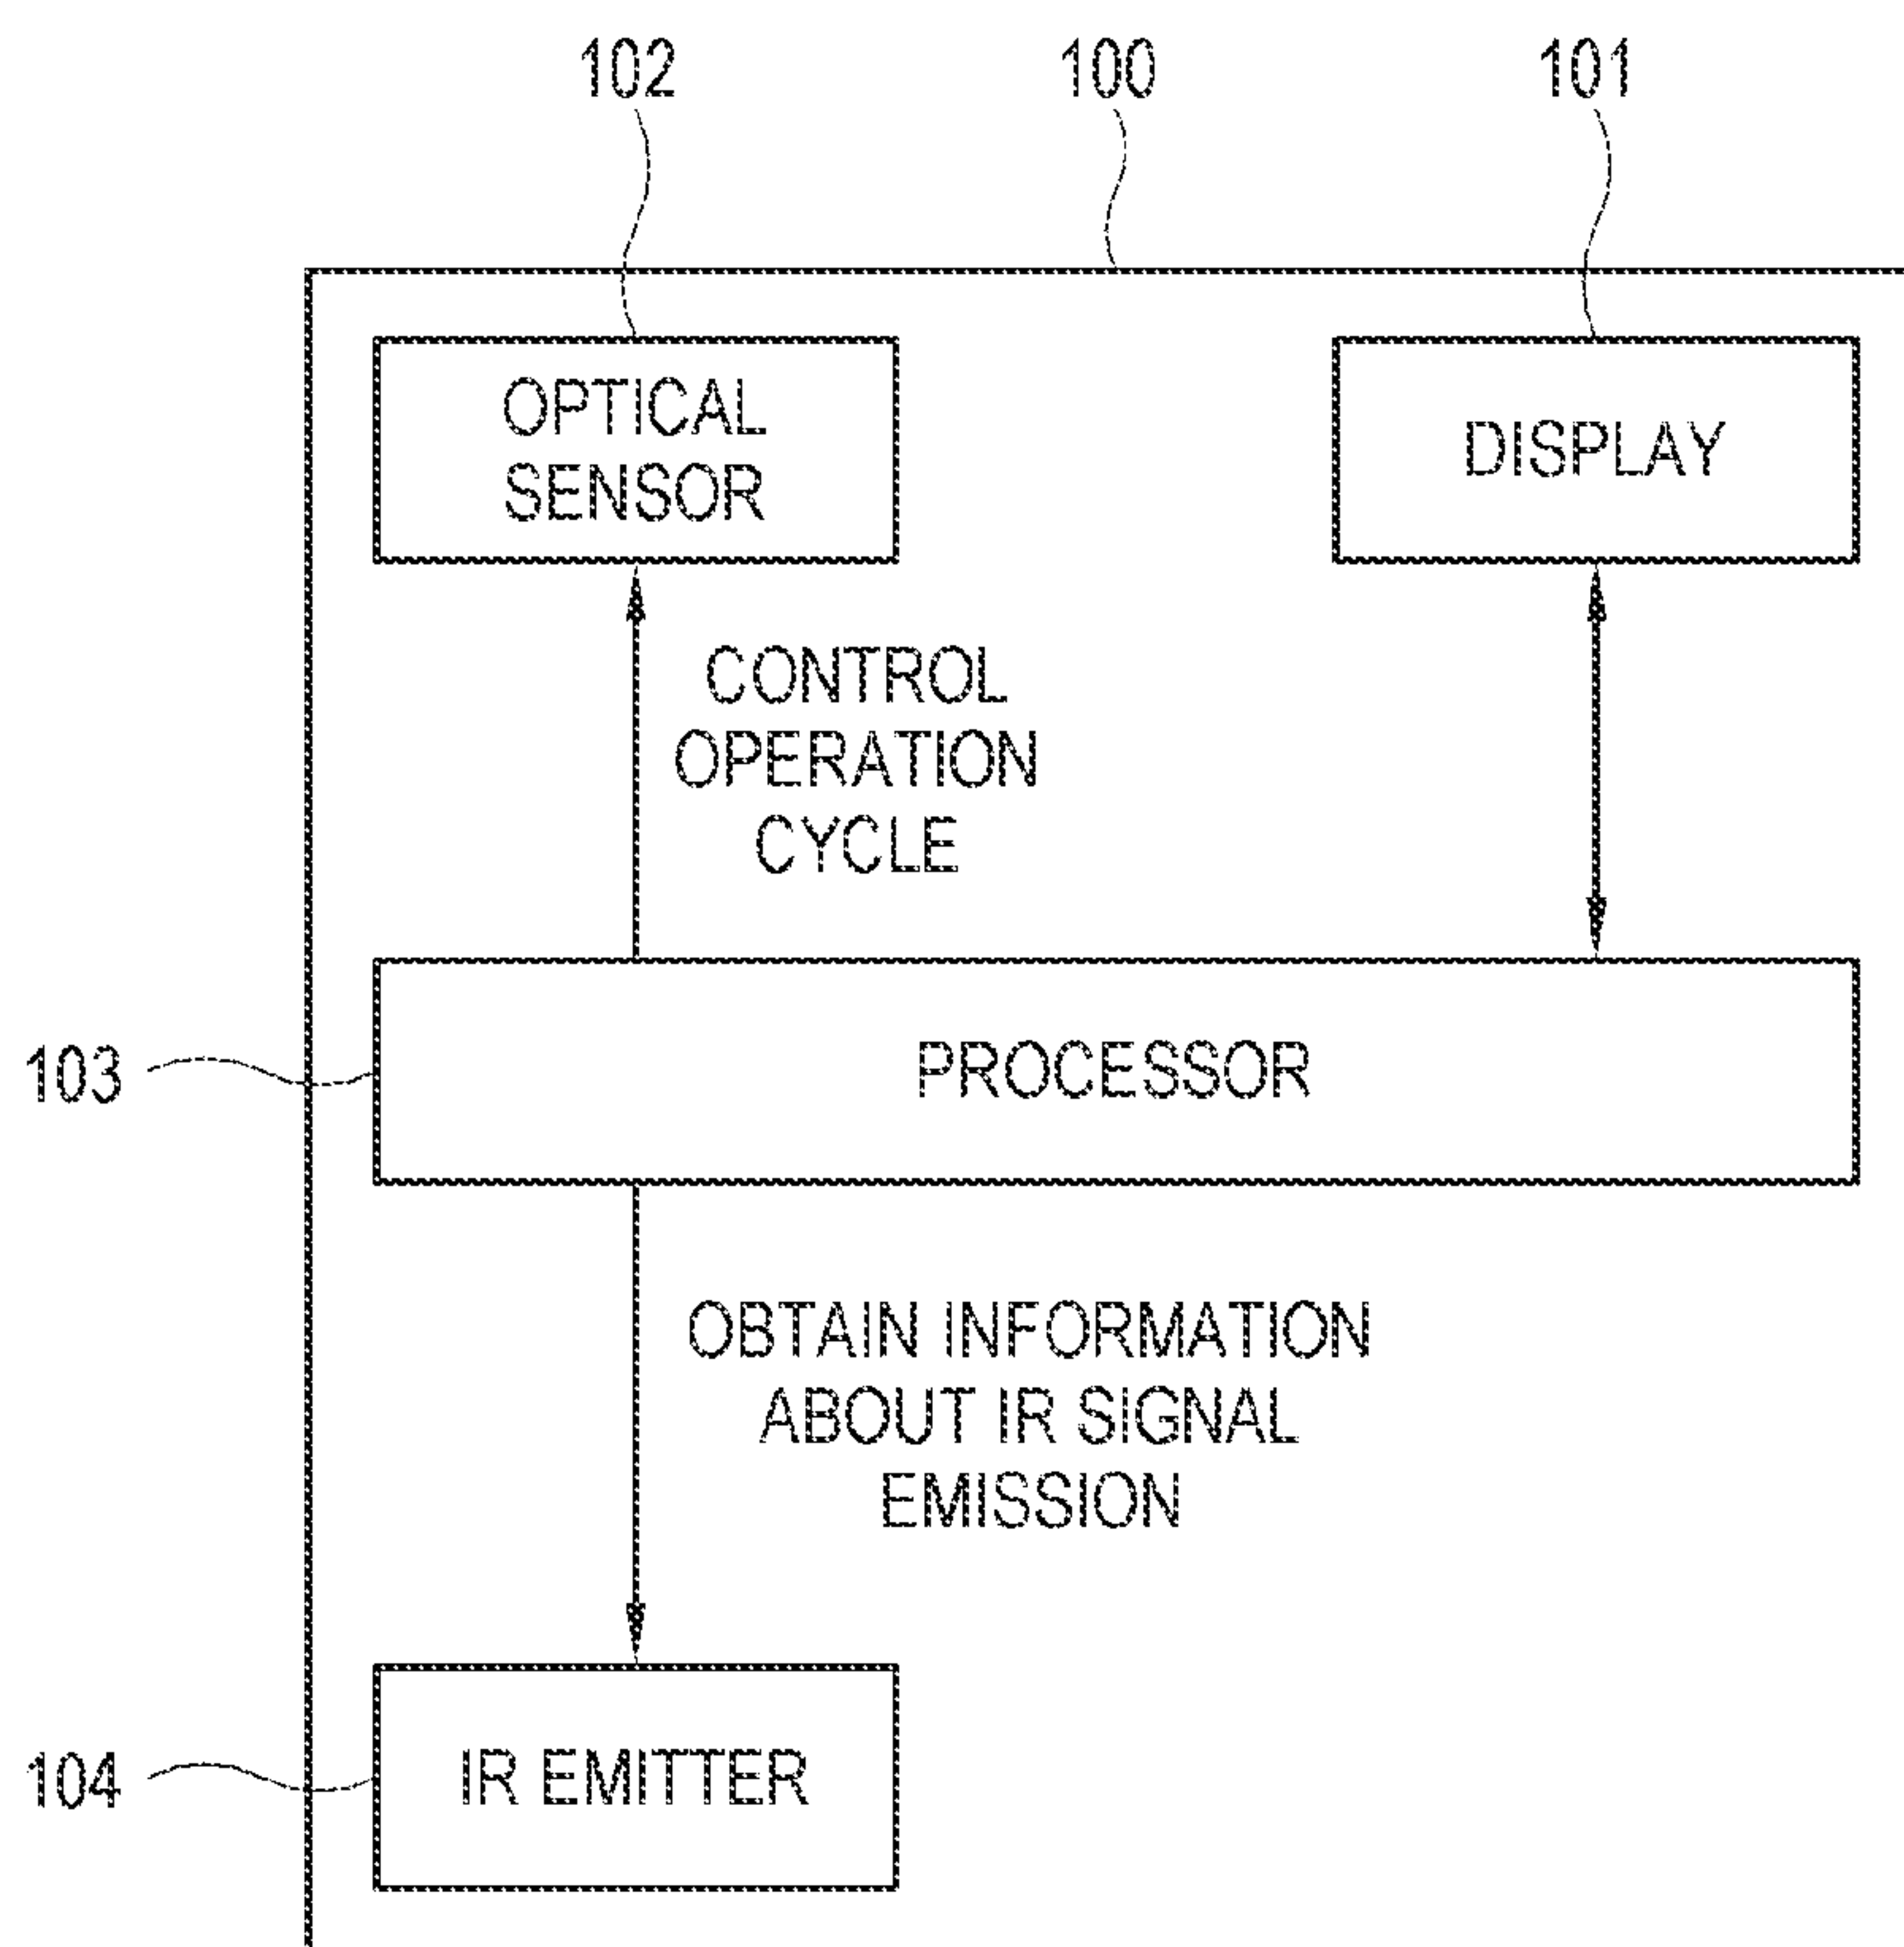 102
100
101
OPTICAL
SENSOR
DISPLAY
CONTROL
OPERATION
CYCLE
103
PROCESSOR
OBTAIN INFORMATION
ABOUT IR SIGNAL
EMISSION
104
IR EMITTER